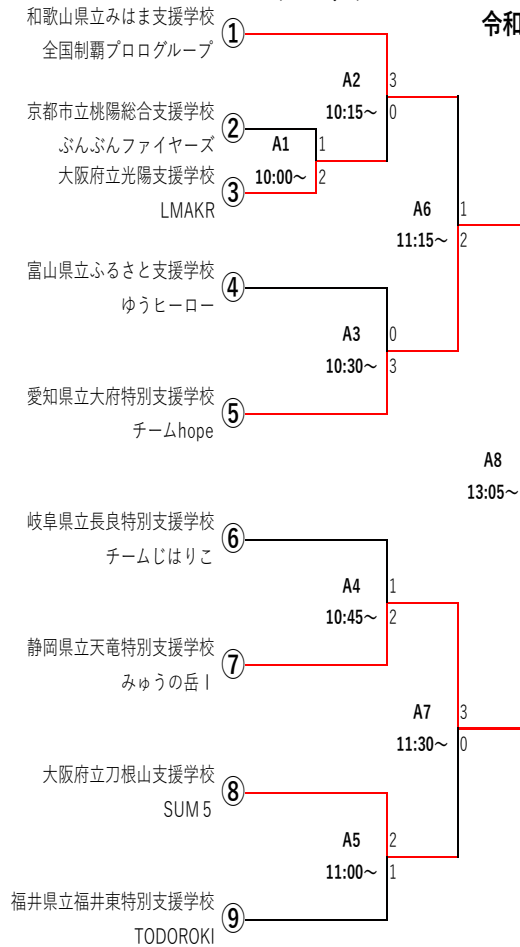 令和
和歌山県立みはま支援学校
①
全国制覇プログループ
A2 3
10:15～ 0
京都市立桃陽総合支援学校
②
ぶんぶんファイヤーズ
A1 1
大阪府立光陽支援学校
10:00～ 2
③
LMAKR
A6 1
11:15～ 2
富山県立ふるさと支援学校
④
ゆうヒーロー
A3 0
10:30～ 3
愛知県立大府特別支援学校
⑤
チームhope
A8
13:05～
岐阜県立長良特別支援学校
⑥
チームじはりこ
A4 1
10:45～ 2
静岡県立天竜特別支援学校
⑦
みゅうの岳Ⅰ
A7 3
11:30～ 0
大阪府立刀根山支援学校
⑧
SUM５
A5 2
11:00～ 1
福井県立福井東特別支援学校
⑨
TODOROKI